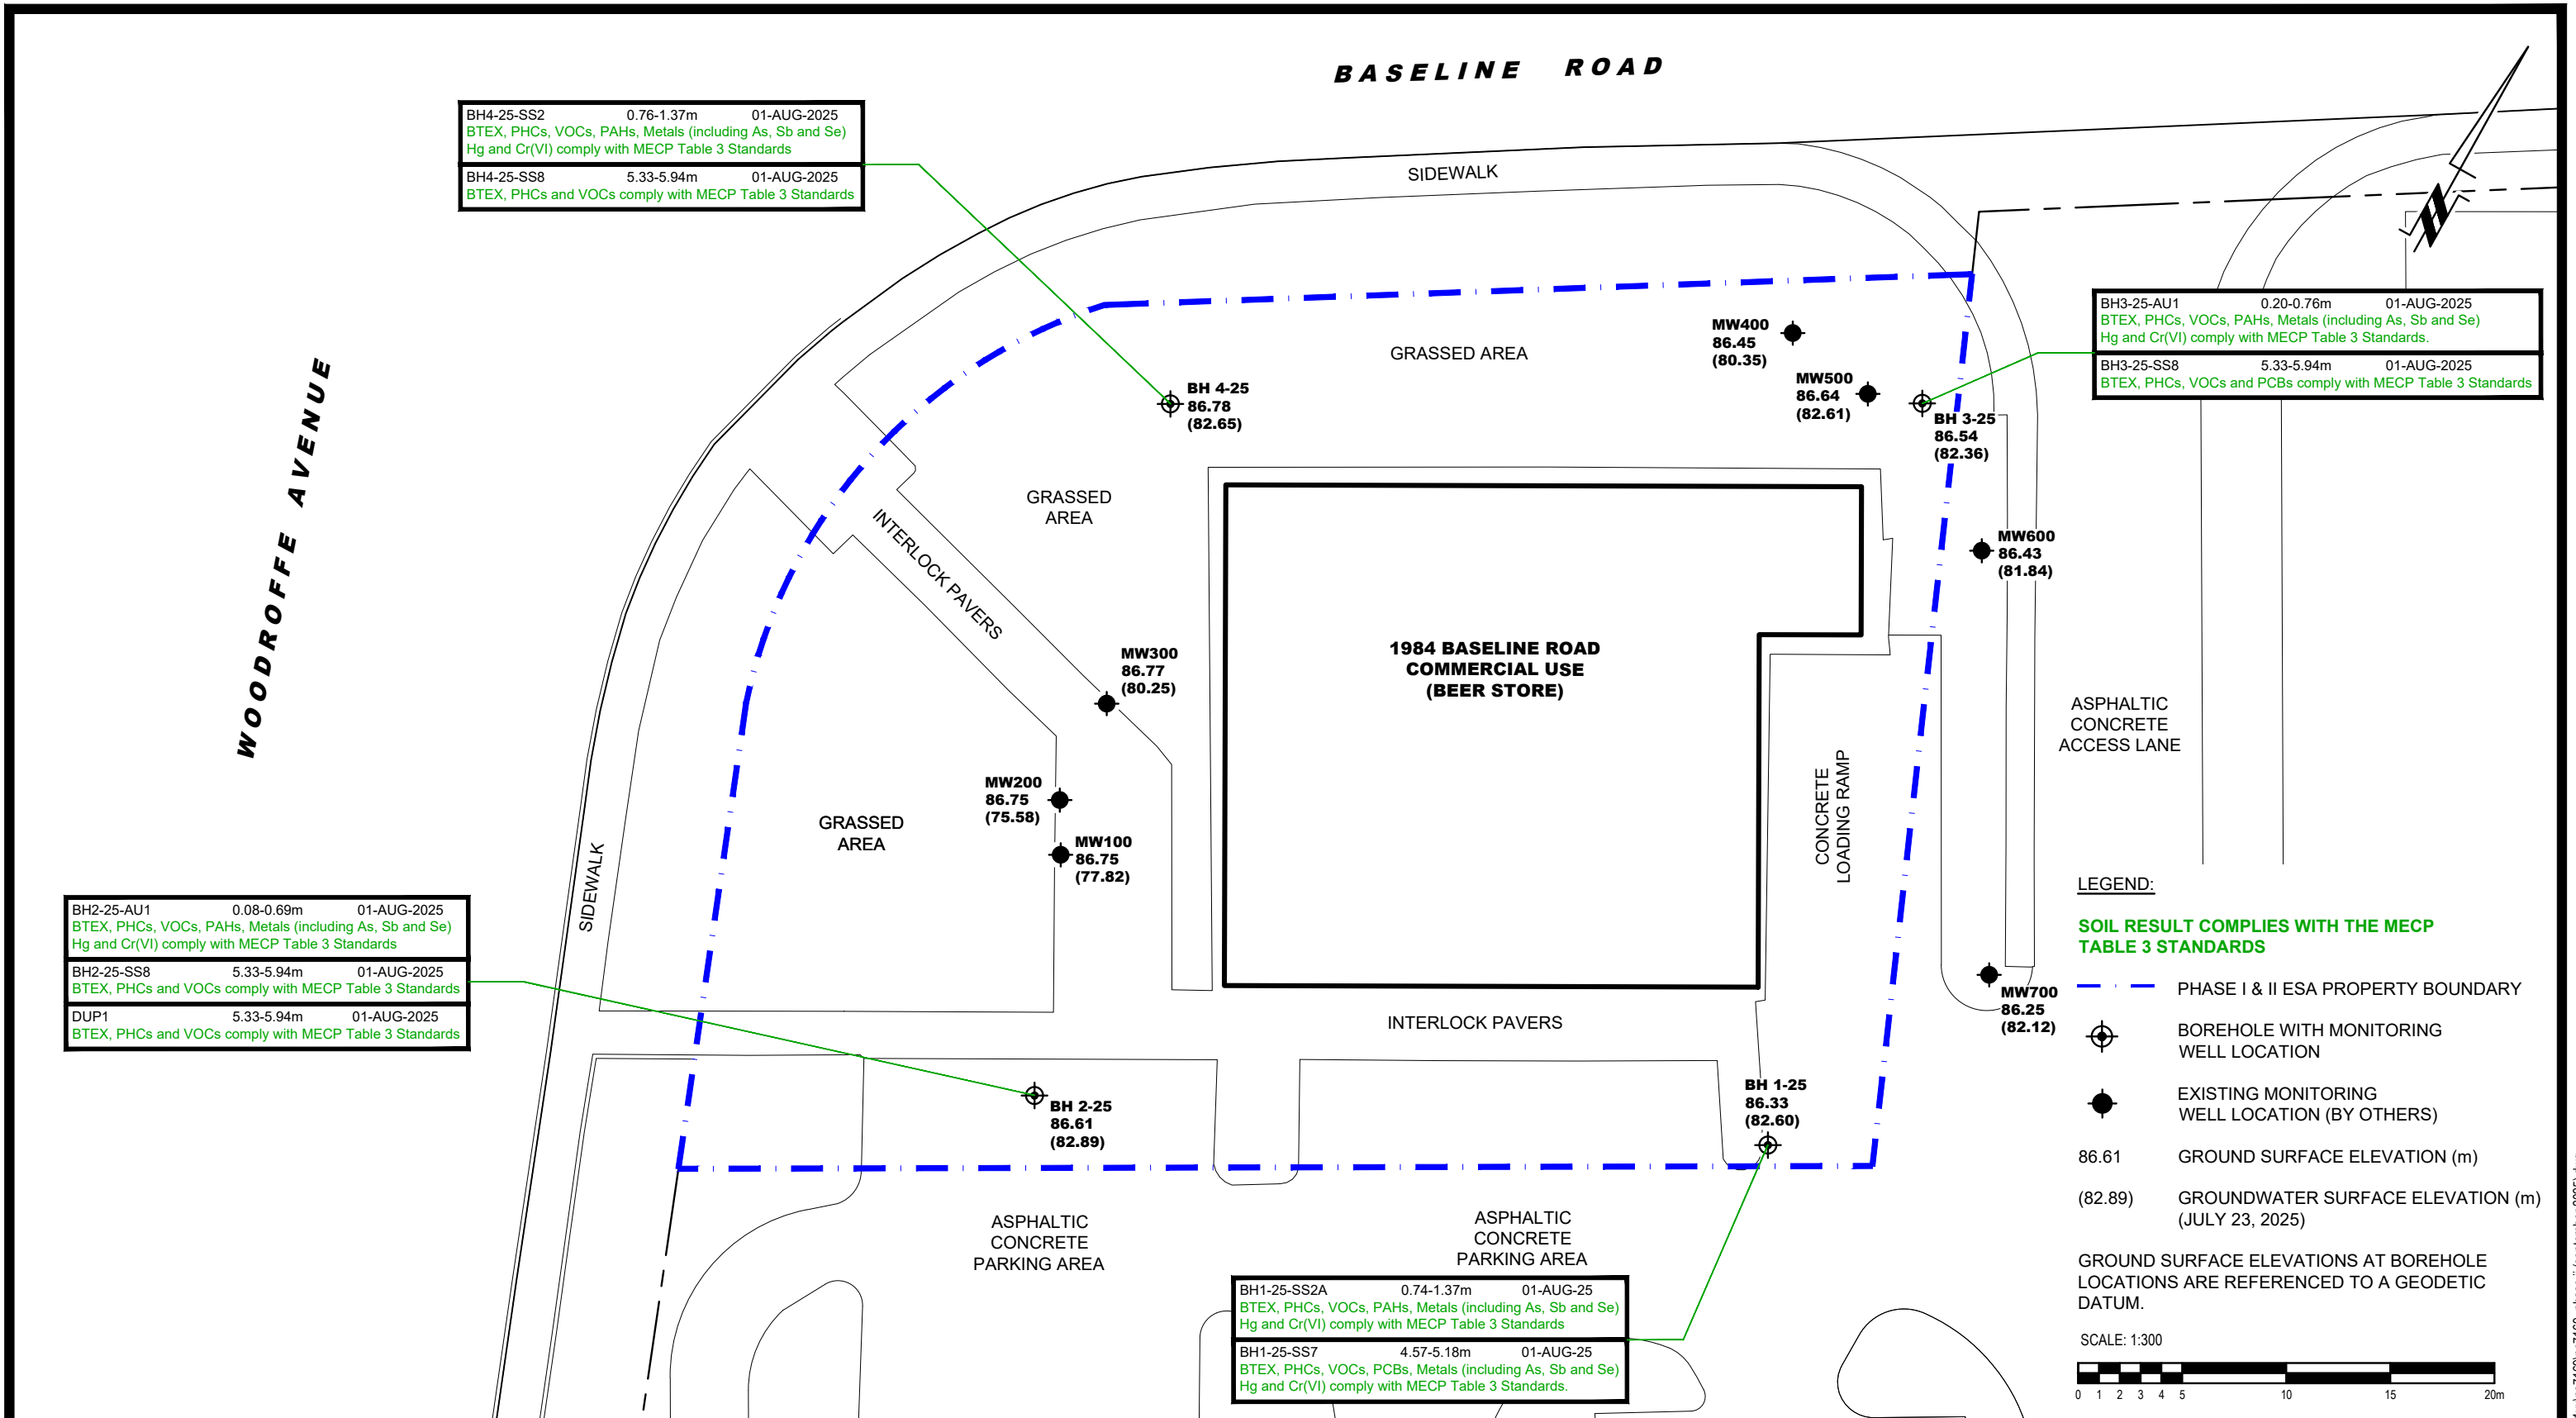 BASELINE ROAD
BH4-25-SS2 0.76-1.37m 01-AUG-2025
BTEX, PHCs, VOCs, PAHs, Metals (including As, Sb and Se)
Hg and Cr(VI) comply with MECP Table 3 Standards
BH4-25-SS8 5.33-5.94m 01-AUG-2025
BTEX, PHCs and VOCs comply with MECP Table 3 Standards
SIDEWALK
BH3-25-AU1 0.20-0.76m 01-AUG-2025
BTEX, PHCs, VOCs, PAHs, Metals (including As, Sb and Se)
Hg and Cr(VI) comply with MECP Table 3 Standards.
BH3-25-SS8 5.33-5.94m 01-AUG-2025
BTEX, PHCs, VOCs and PCBs comply with MECP Table 3 Standards
MW400
86.45
(80.35)
GRASSED AREA
MW500
86.64
(82.61)
BH 4-25
86.78
(82.65)
BH 3-25
86.54
(82.36)
WOODROFFE AVENUE
GRASSED
AREA
INTERLOCK PAVERS
MW600
86.43
(81.84)
1984 BASELINE ROAD
COMMERCIAL USE
(BEER STORE)
MW300
86.77
(80.25)
ASPHALTIC
CONCRETE
ACCESS LANE
CONCRETE
LOADING RAMP
MW200
86.75
(75.58)
GRASSED
AREA
MW100
86.75
(77.82)
SIDEWALK
BH2-25-AU1 0.08-0.69m 01-AUG-2025
BTEX, PHCs, VOCs, PAHs, Metals (including As, Sb and Se)
Hg and Cr(VI) comply with MECP Table 3 Standards
BH2-25-SS8 5.33-5.94m 01-AUG-2025
BTEX, PHCs and VOCs comply with MECP Table 3 Standards
DUP1 5.33-5.94m 01-AUG-2025
BTEX, PHCs and VOCs comply with MECP Table 3 Standards
MW700
86.25
(82.12)
INTERLOCK PAVERS
BH 2-25
86.61
(82.89)
BH 1-25
86.33
(82.60)
ASPHALTIC
CONCRETE
PARKING AREA
ASPHALTIC
CONCRETE
PARKING AREA
BH1-25-SS2A 0.74-1.37m 01-AUG-25
BTEX, PHCs, VOCs, PAHs, Metals (including As, Sb and Se)
Hg and Cr(VI) comply with MECP Table 3 Standards
BH1-25-SS7 4.57-5.18m 01-AUG-25
BTEX, PHCs, VOCs, PCBs, Metals (including As, Sb and Se)
Hg and Cr(VI) comply with MECP Table 3 Standards.
LEGEND:
SOIL RESULT COMPLIES WITH THE MECP
TABLE 3 STANDARDS
PHASE I & II ESA PROPERTY BOUNDARY
BOREHOLE WITH MONITORING
WELL LOCATION
EXISTING MONITORING
WELL LOCATION (BY OTHERS)
86.61 GROUND SURFACE ELEVATION (m)
(82.89) GROUNDWATER SURFACE ELEVATION (m)
(JULY 23, 2025)
GROUND SURFACE ELEVATIONS AT BOREHOLE
LOCATIONS ARE REFERENCED TO A GEODETIC
DATUM.
SCALE: 1:300
0 1 2 3 4 5 10 15 20m